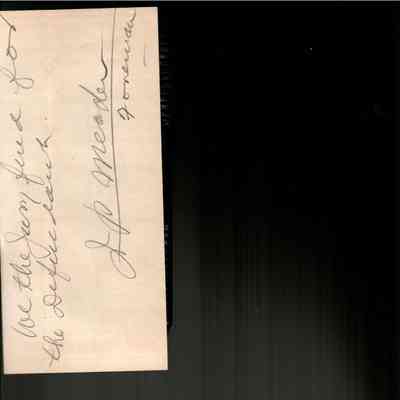 We the Jury find for
the Defendant.
J P Meador
Foreman